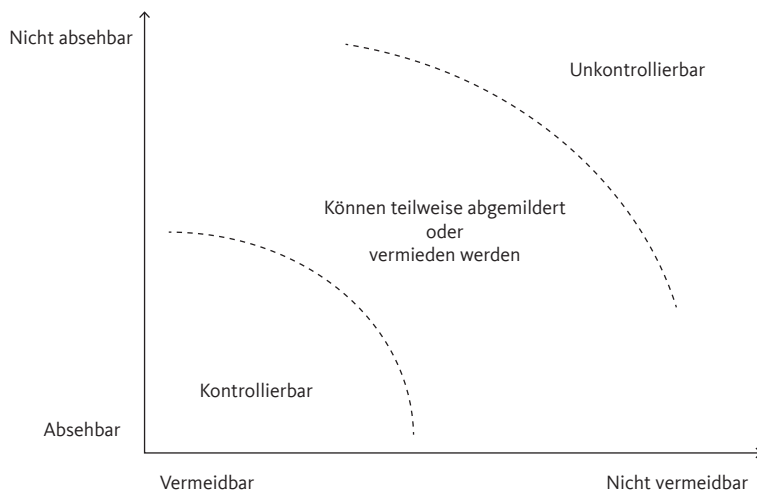 Nicht absehbar
Unkontrollierbar
Können teilweise abgemildert
oder
vermieden werden
Kontrollierbar
Absehbar
Vermeidbar
Nicht vermeidbar